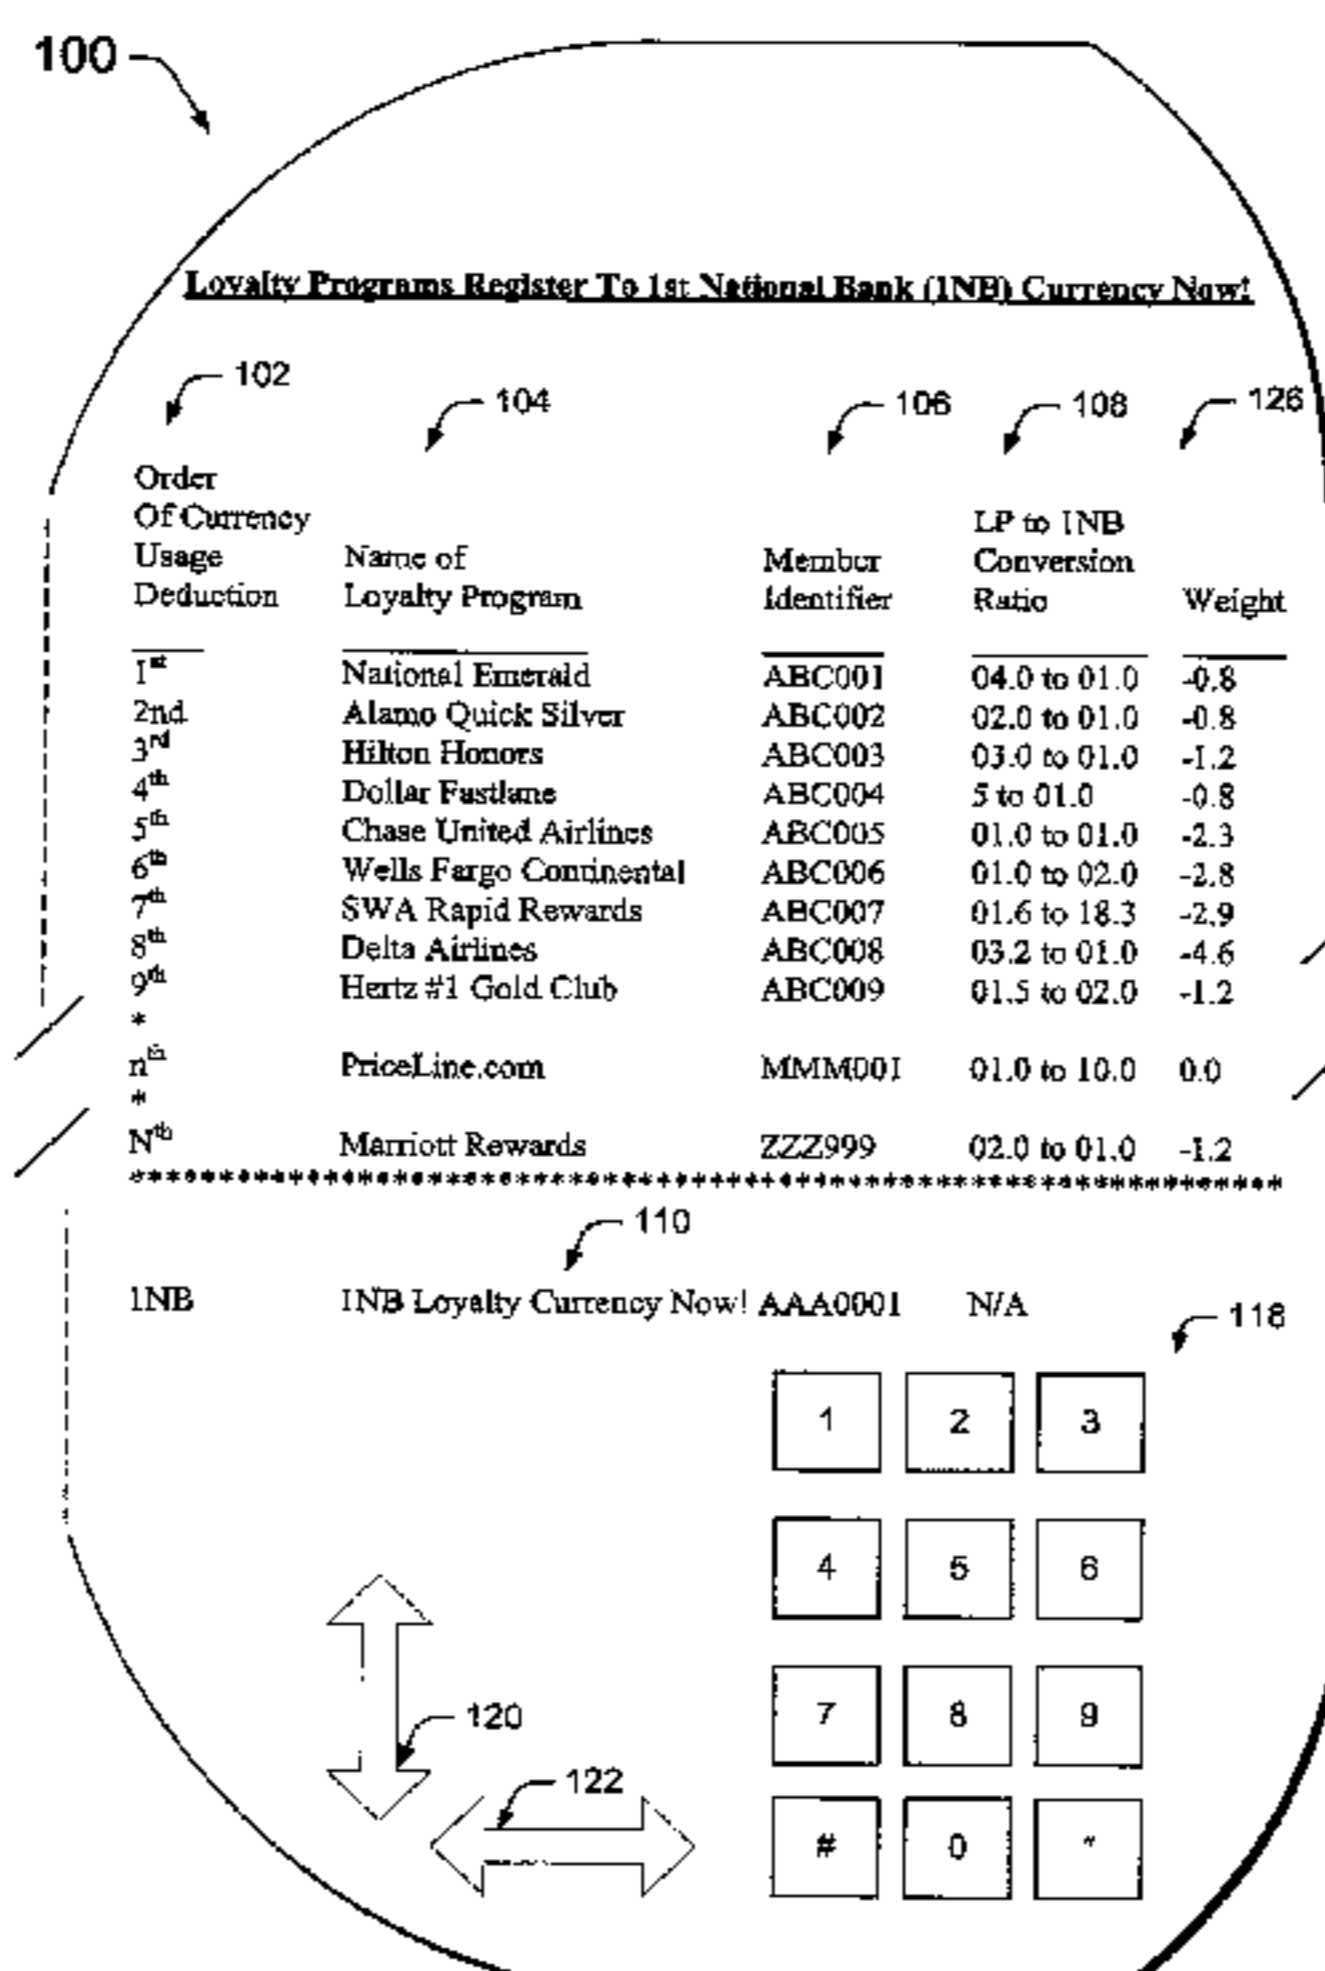 100
Loyalty Programs Register To 1st National Bank (1NB) Currency Now!
102
104
106
108
126
Order
Of Currency
Usage
Deduction
Name of
Loyalty Program
Member
Identifier
LP to 1NB
Conversion
Ratio
Weight
1st National Emerald ABC001 04.0 to 01.0 -0.8
2nd Alamo Quick Silver ABC002 02.0 to 01.0 -0.8
3rd Hilton Honors ABC003 03.0 to 01.0 -1.2
4th Dollar Fastlane ABC004 5 to 01.0 -0.8
5th Chase United Airlines ABC005 01.0 to 01.0 -2.3
6th Wells Fargo Continental ABC006 01.0 to 02.0 -2.8
7th SWA Rapid Rewards ABC007 01.6 to 18.3 -2.9
8th Delta Airlines ABC008 03.2 to 01.0 -4.6
9th Hertz #1 Gold Club ABC009 01.5 to 02.0 -1.2
*
nth PriceLine.com MMM001 01.0 to 10.0 0.0
*
Nth Marriott Rewards ZZZ999 02.0 to 01.0 -1.2
110
1NB 1NB Loyalty Currency Now! AAA0001 N/A
118
1 2 3
4 5 6
7 8 9
# 0 *
120
122